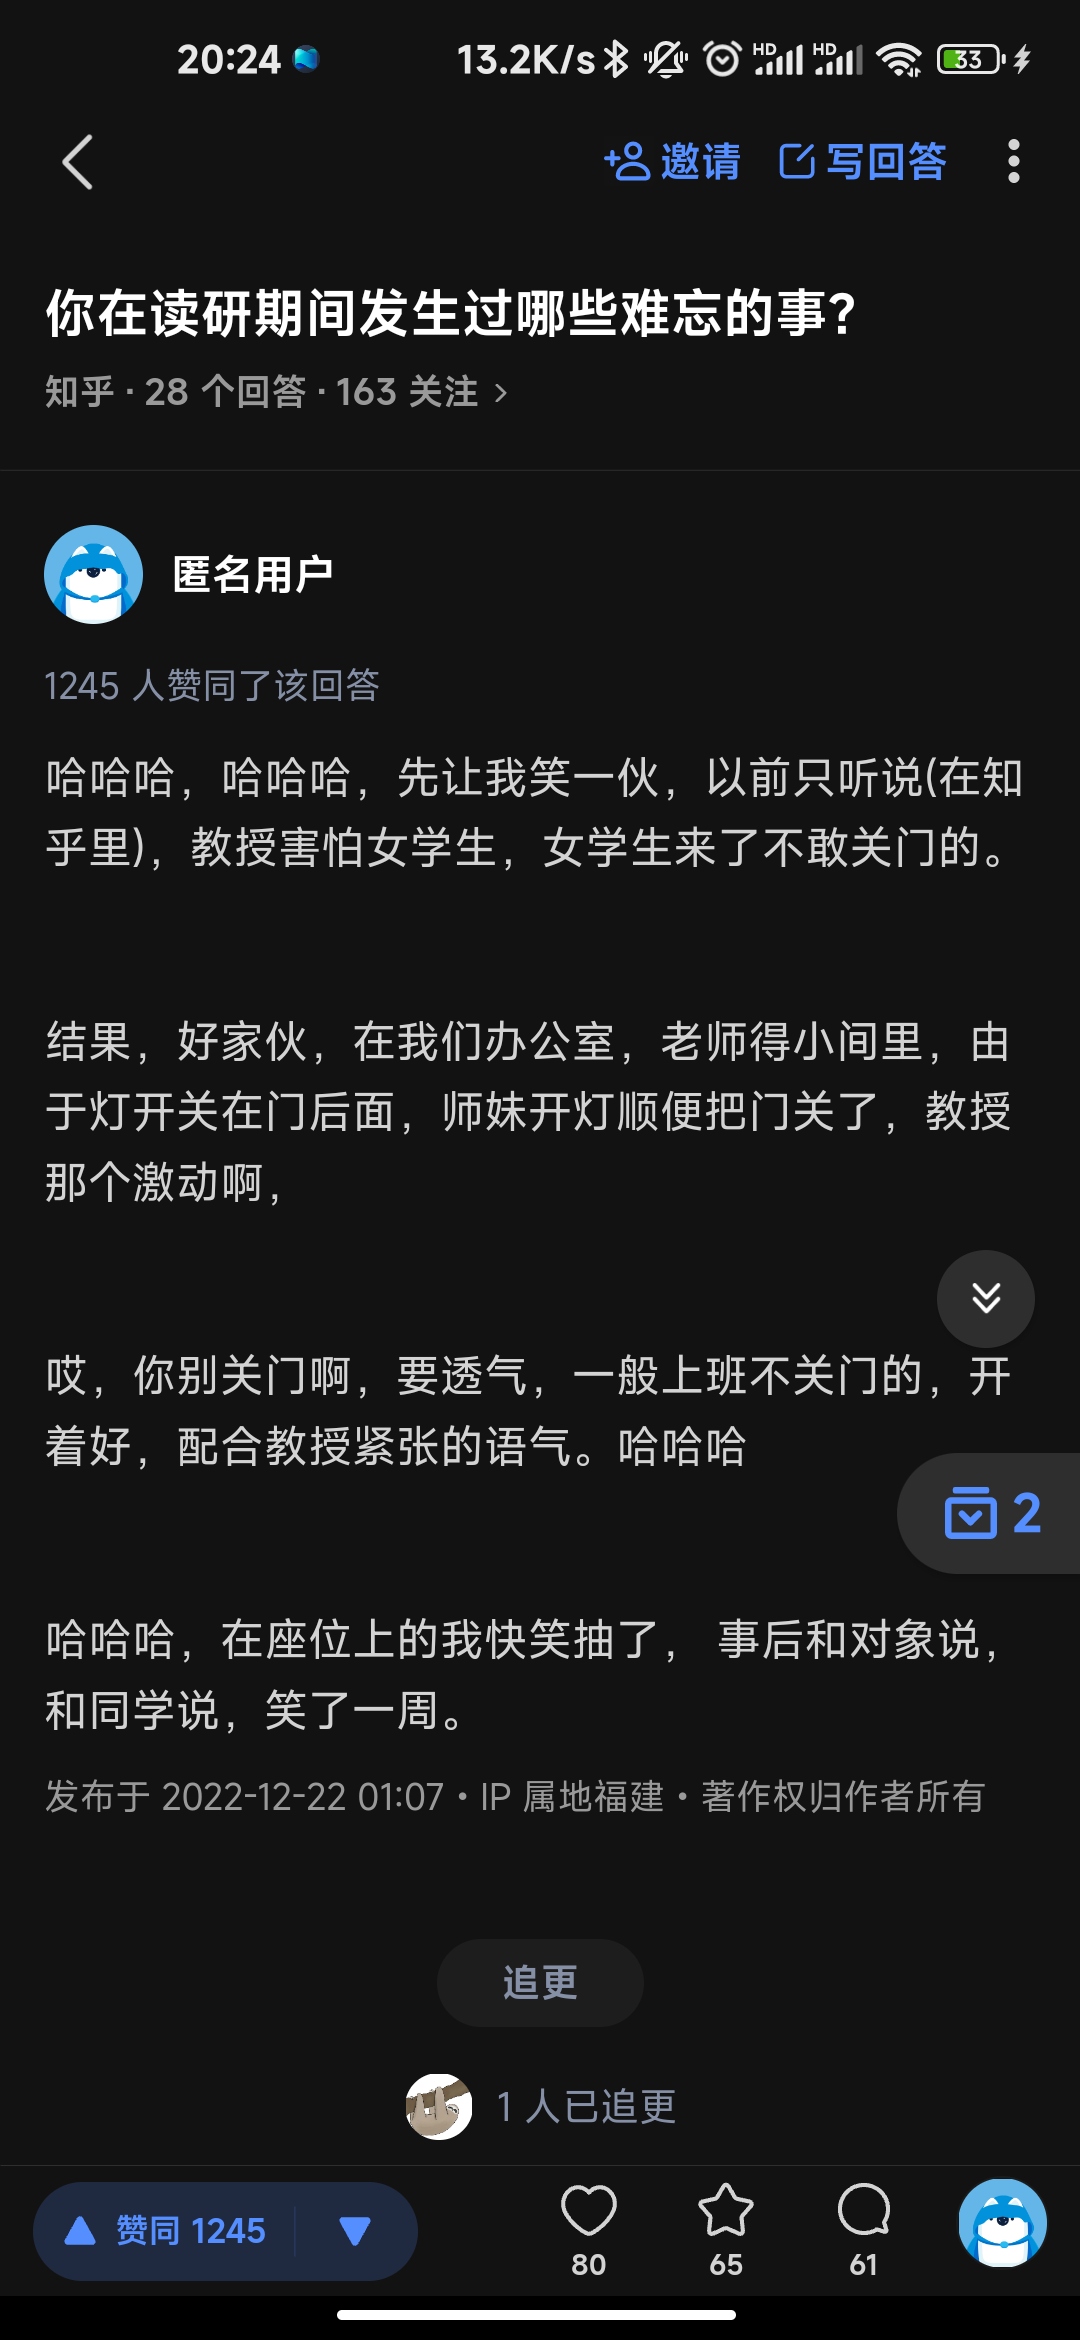 20:24
13.2K/s HD HD 33
邀请 写回答
你在读研期间发生过哪些难忘的事?
知乎 · 28 个回答 · 163 关注 >
匿名用户
1245 人赞同了该回答
哈哈哈，哈哈哈，先让我笑一伙，以前只听说(在知
乎里)，教授害怕女学生，女学生来了不敢关门的。
结果，好家伙，在我们办公室，老师得小间里，由
于灯开关在门后面，师妹开灯顺便把门关了，教授
那个激动啊，
哎，你别关门啊，要透气，一般上班不关门的，开
着好，配合教授紧张的语气。哈哈哈
2
哈哈哈，在座位上的我快笑抽了， 事后和对象说，
和同学说，笑了一周。
发布于 2022-12-22 01:07 · IP 属地福建 · 著作权归作者所有
追更
1 人已追更
赞同 1245
80
65
61